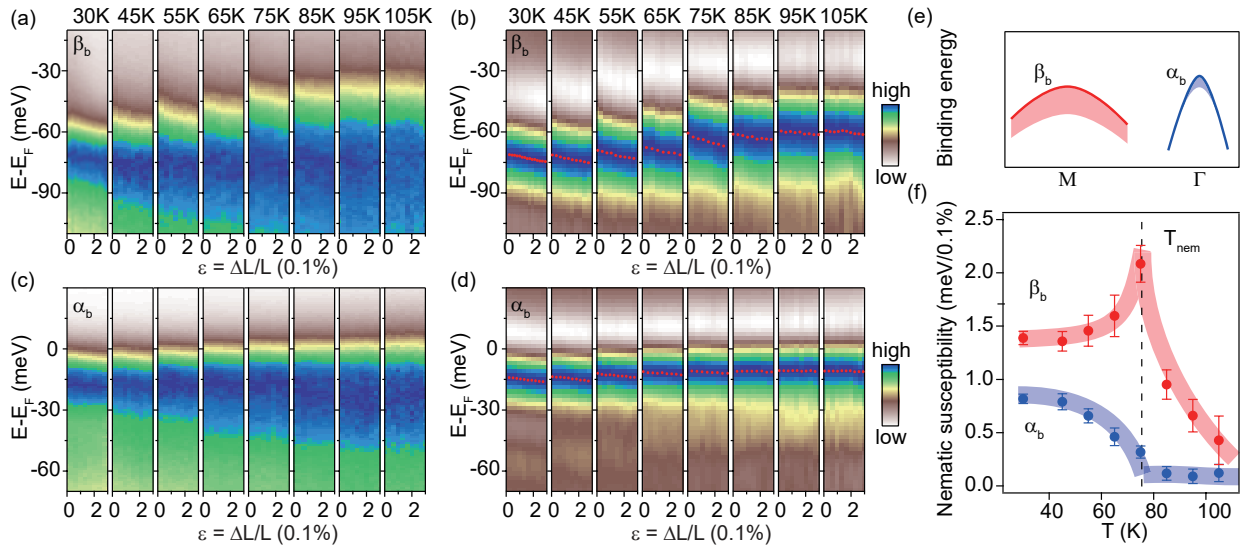 (a) 30K 45K 55K 65K 75K 85K 95K 105K
β_b
E-E_F (meV)
-30
-60
-90
0 2 0 2 0 2 0 2 0 2 0 2 0 2 0 2
ε = ΔL/L (0.1%)
(b) 30K 45K 55K 65K 75K 85K 95K 105K
β_b
E-E_F (meV)
-30
-60
-90
0 2 0 2 0 2 0 2 0 2 0 2 0 2 0 2
ε = ΔL/L (0.1%)
high
low
(c)
α_b
E-E_F (meV)
0
-30
-60
0 2 0 2 0 2 0 2 0 2 0 2 0 2 0 2
ε = ΔL/L (0.1%)
(d)
α_b
E-E_F (meV)
0
-30
-60
0 2 0 2 0 2 0 2 0 2 0 2 0 2 0 2
ε = ΔL/L (0.1%)
high
low
(e)
Binding energy
β_b
α_b
M
Γ
(f)
Nematic susceptibility (meV/0.1%)
2.5
2.0
1.5
1.0
0.5
0.0
T_nem
β_b
α_b
40 60 80 100
T (K)